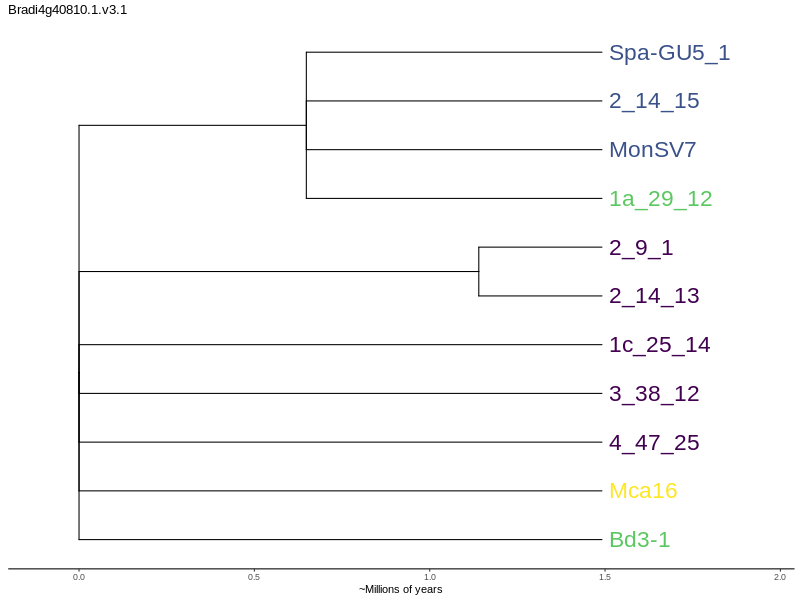 Bradi4g40810.1.v3.1
Spa-GU5_1
2_14_15
MonSV7
1a_29_12
2_9_1
2_14_13
1c_25_14
3_38_12
4_47_25
Mca16
Bd3-1
0.0 0.5 1.0 1.5 2.0
~Millions of years